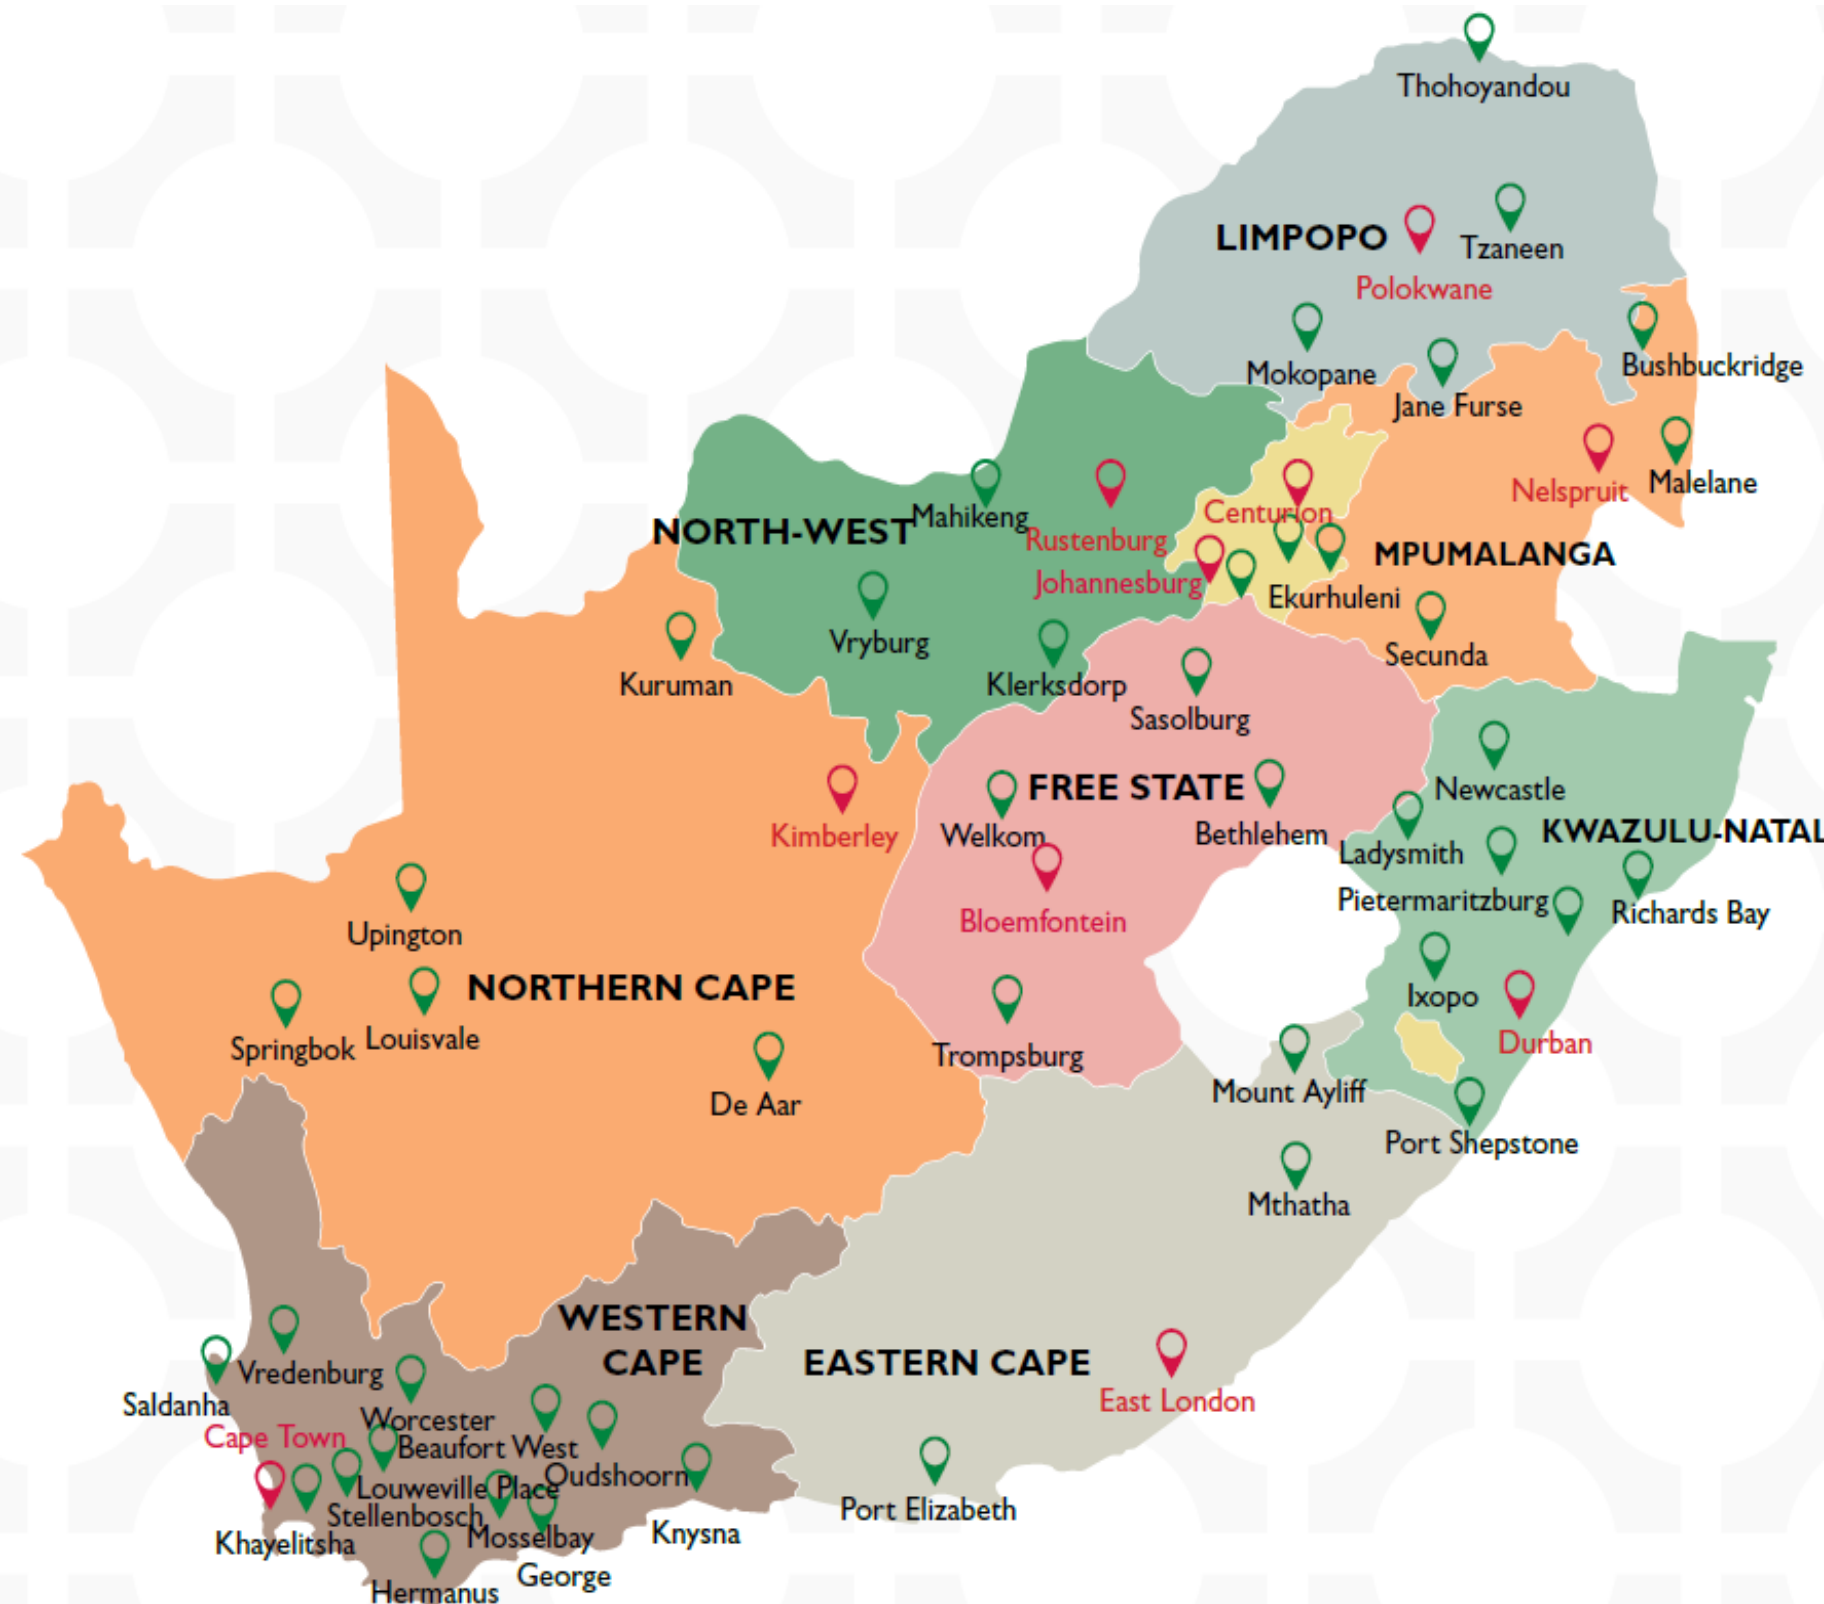 Thohoyandou
LIMPOPO
Tzaneen
Polokwane
Mokopane
Bushbuckridge
Jane Furse
Nelspruit
Malelane
NORTH-WEST
Mahikeng
Rustenburg
Centurion
Johannesburg
MPUMALANGA
Ekurhuleni
Vryburg
Secunda
Kuruman
Klerksdorp
Sasolburg
Newcastle
FREE STATE
Kimberley
Welkom
Bethlehem
Ladysmith
KWAZULU-NATAL
Pietermaritzburg
Richards Bay
Bloemfontein
Upington
NORTHERN CAPE
Ixopo
Springbok
Louisvale
Durban
Trompsburg
De Aar
Mount Ayliff
Port Shepstone
Mthatha
WESTERN
CAPE
EASTERN CAPE
Vredenburg
Saldanha
East London
Worcester
Cape Town
Beaufort West
Oudshoorn
Louweville Place
Stellenbosch
Khayelitsha
Mosselbay
Knysna
Port Elizabeth
George
Hermanus